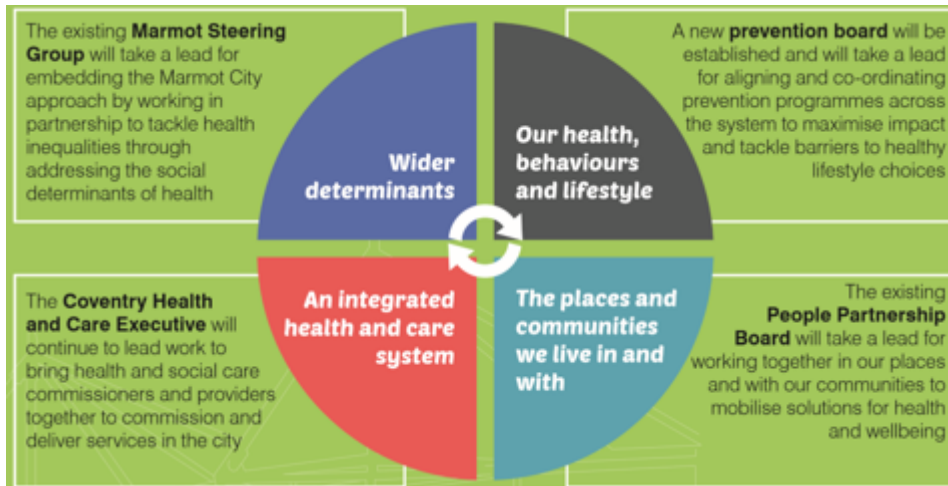 The existing Marmot Steering
Group will take a lead for
embedding the Marmot City
approach by working in
partnership to tackle health
inequalities through
addressing the social
determinants of health
Wider
determinants
Our health,
behaviours
and lifestyle
A new prevention board will be
established and will take a lead
for aligning and co-ordinating
prevention programmes across
the system to maximise impact
and tackle barriers to healthy
lifestyle choices
The Coventry Health
and Care Executive will
continue to lead work to
bring health and social care
commissioners and providers
together to commission and
deliver services in the city
An integrated
health and care
system
The places and
communities
we live in and
with
The existing
People Partnership
Board will take a lead for
working together in our places
and with our communities to
mobilise solutions for health
and wellbeing